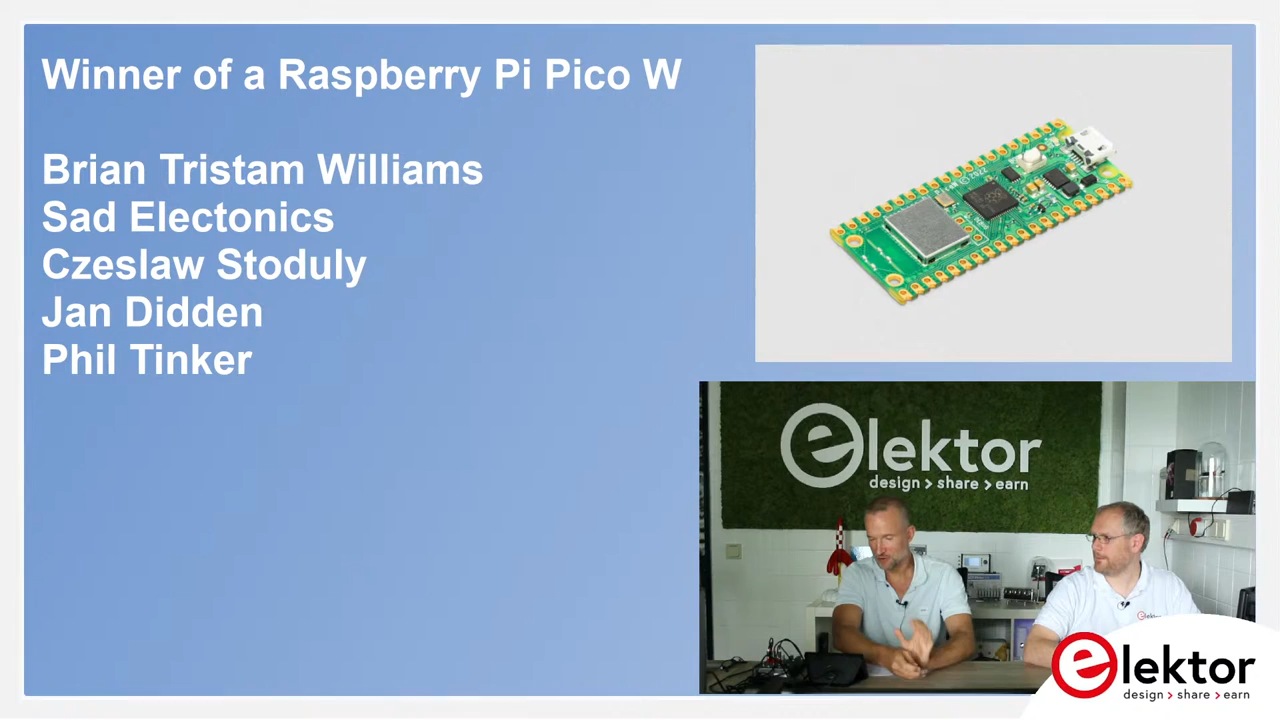 Winner of a Raspberry Pi Pico W
Brian Tristam Williams
Sad Electonics
Czeslaw Stoduly
Jan Didden
Phil Tinker
elektor
design > share > earn
elektor
design > share > earn